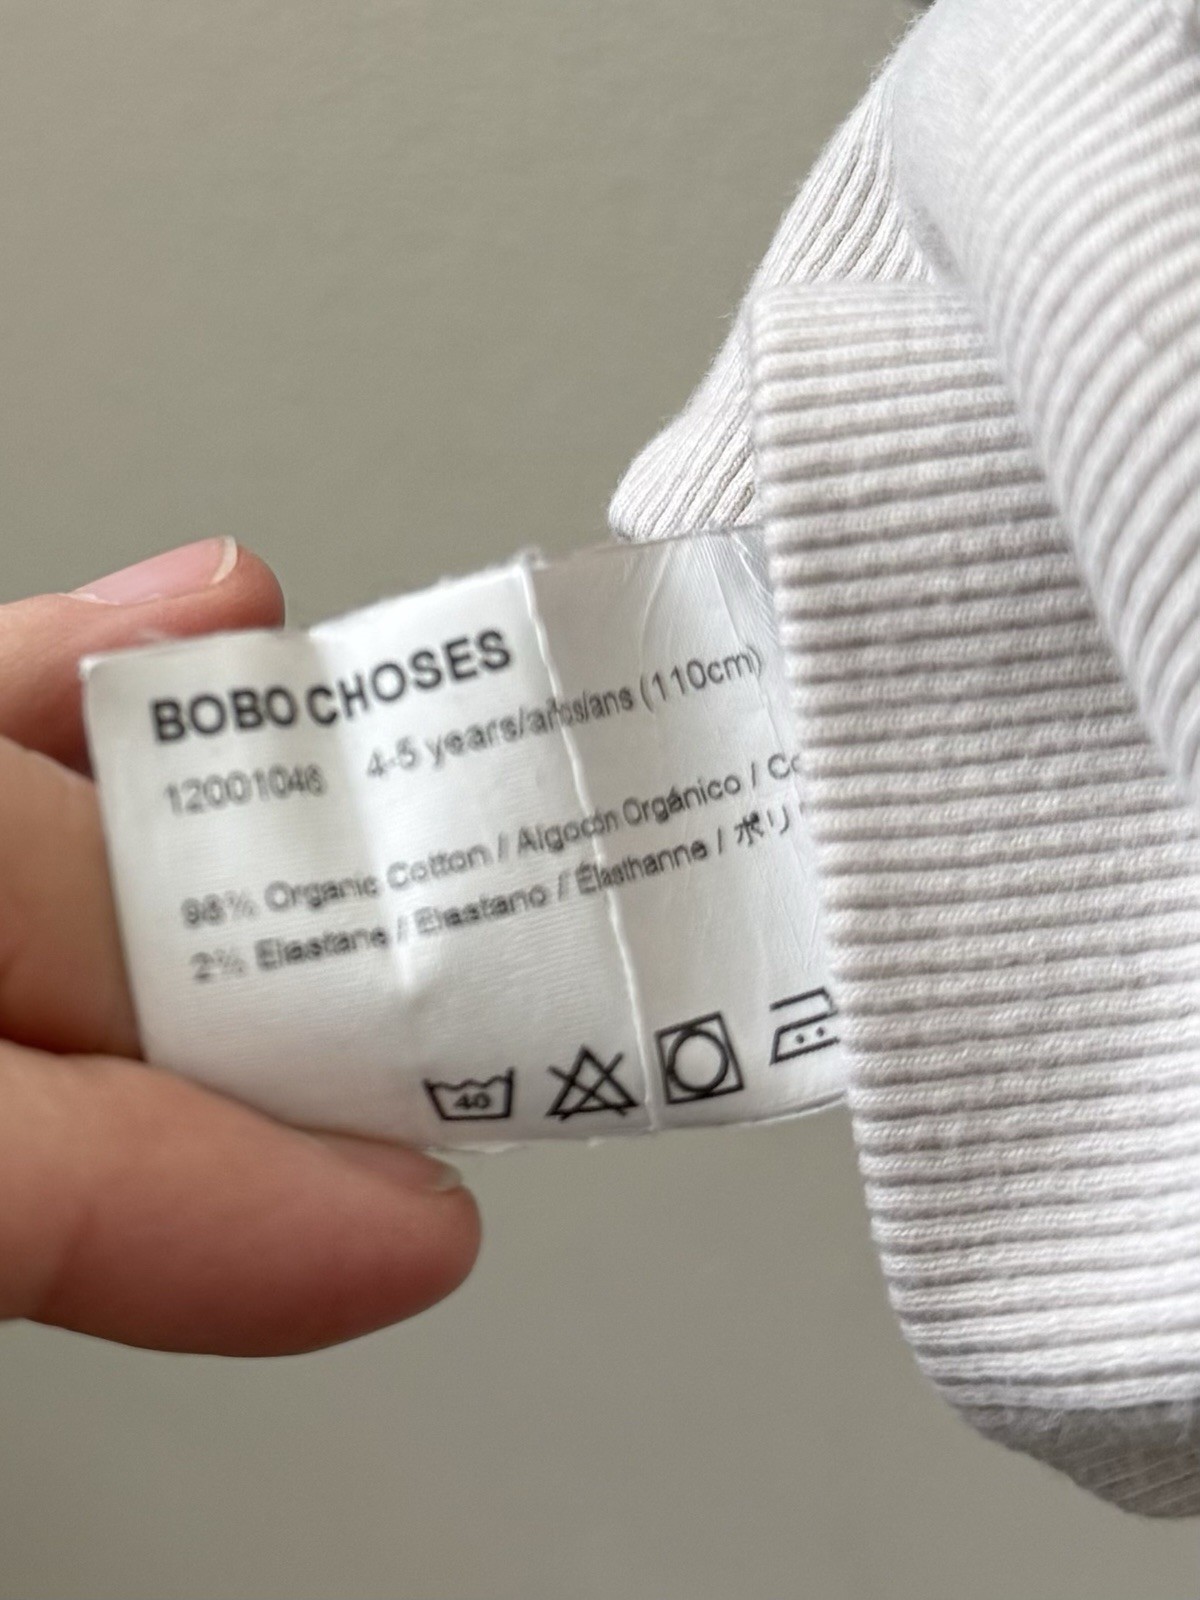 BOBO CHOSES
12001046 4-5 years/años/ans (110cm)
98% Organic Cotton / Algodón Orgánico /
2% Elastane / Elastano / Élasthanne / ポリ
40